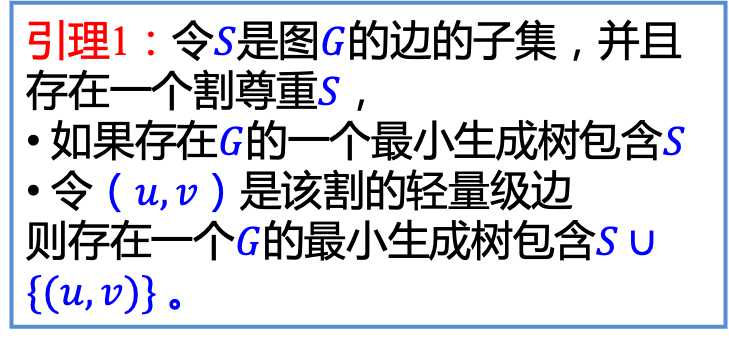 引理1：令𝑆是图𝐺的边的子集，并且
存在一个割尊重𝑆，
• 如果存在𝐺的一个最小生成树包含𝑆
• 令（𝑢, 𝑣）是该割的轻量级边
则存在一个𝐺的最小生成树包含𝑆 ∪
{(𝑢, 𝑣)} 。